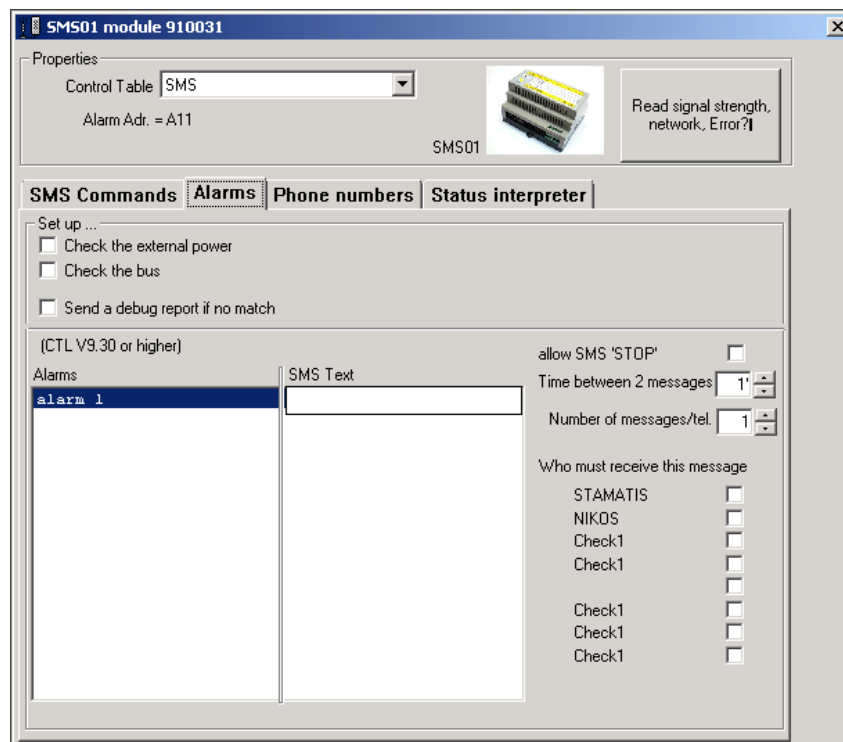 SMS01 module 910031
Properties
Control Table SMS
Alarm Adr. = A11
SMS01
Read signal strength,
network, Error?
SMS Commands Alarms Phone numbers Status interpreter
Set up ...
Check the external power
Check the bus
Send a debug report if no match
(CTL V9.30 or higher)
Alarms SMS Text
alarm 1
allow SMS 'STOP'
Time between 2 messages 1'
Number of messages/tel. 1
Who must receive this message
STAMATIS
NIKOS
Check1
Check1
Check1
Check1
Check1